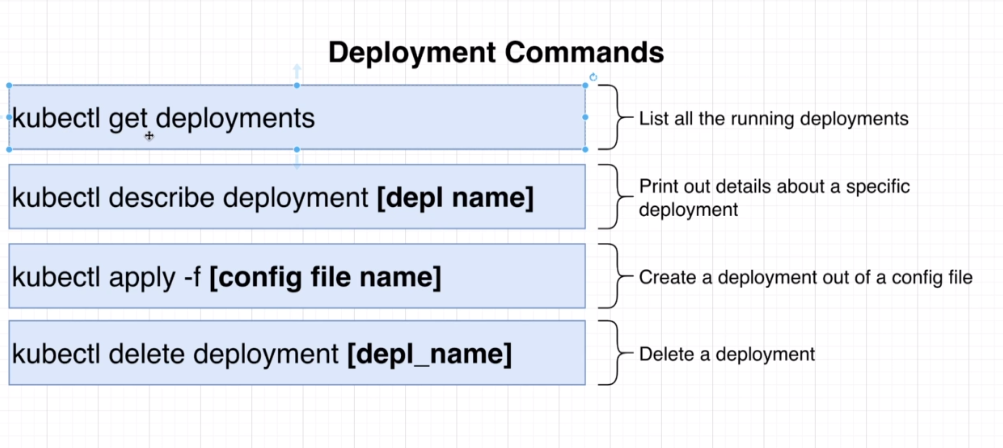 Deployment Commands
kubectl get deployments
List all the running deployments
kubectl describe deployment [depl name]
Print out details about a specific
deployment
kubectl apply -f [config file name]
Create a deployment out of a config file
kubectl delete deployment [depl_name]
Delete a deployment